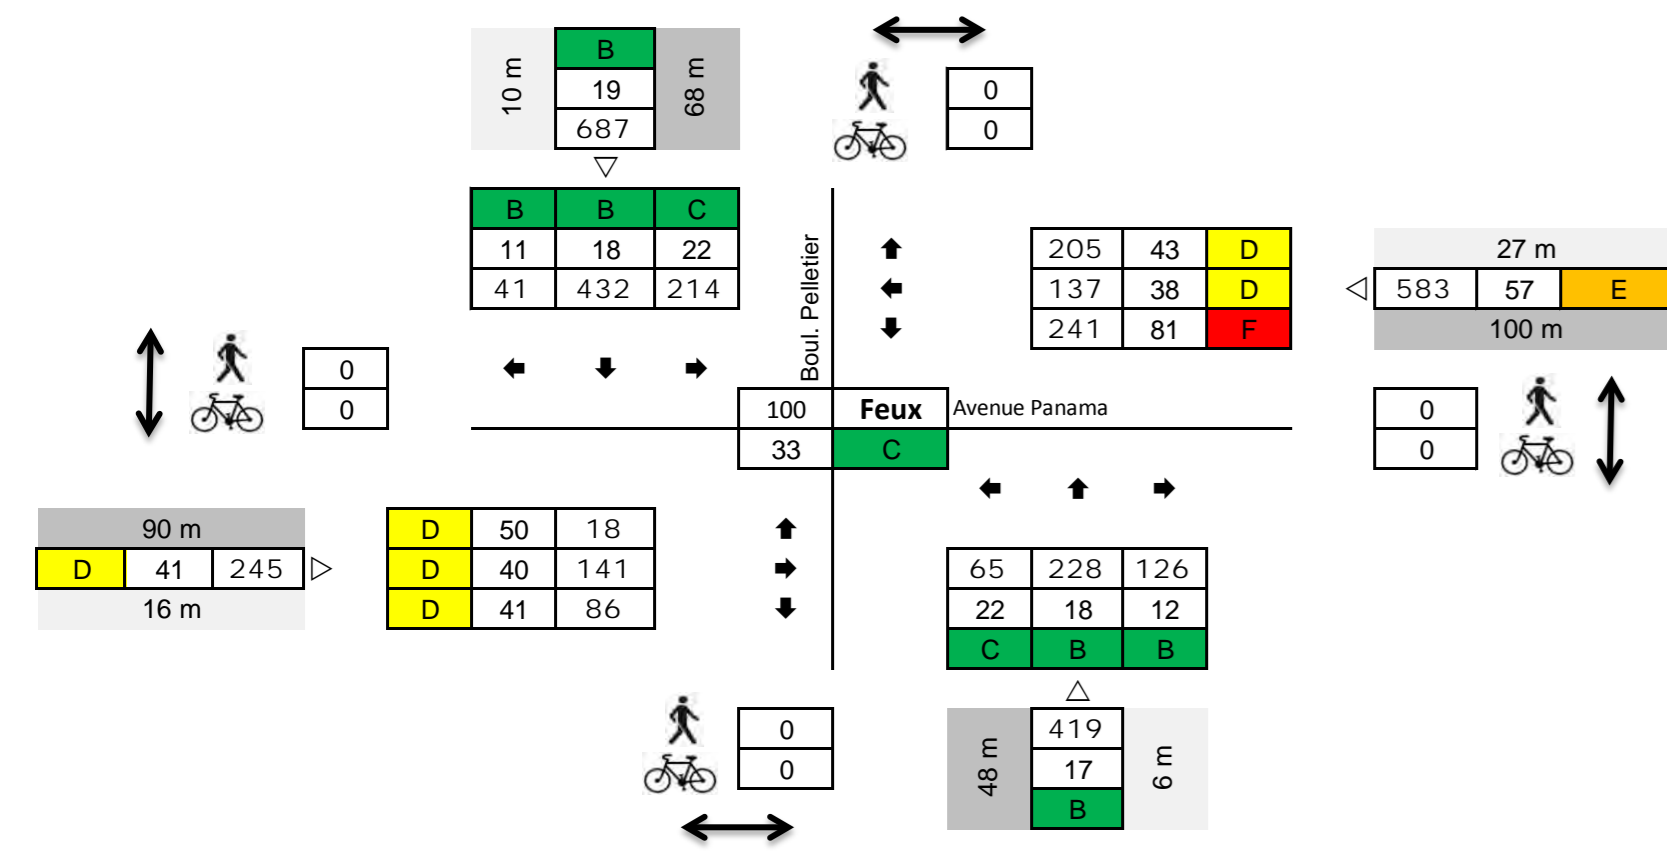 B
19
687
10 m
68 m
0
0
B B C
11 18 22
41 432 214
Boul. Pelletier
205 43 D
137 38 D
241 81 F
27 m
583 57 E
100 m
0
0
100 Feux
33 C
Avenue Panama
0
0
90 m
D 41 245
16 m
D 50 18
D 40 141
D 41 86
65 228 126
22 18 12
C B B
0
0
48 m
419
17
B
6 m